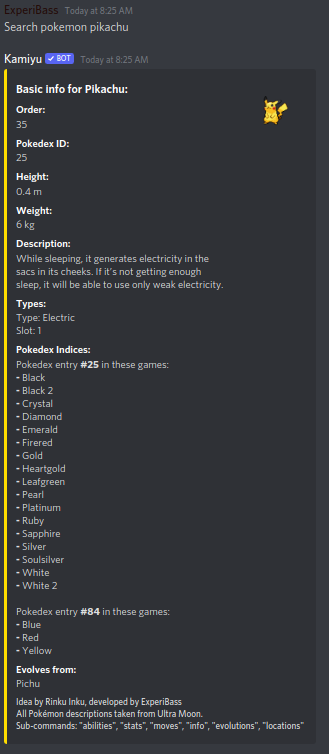 ExperiBass Today at 8:25 AM
Search pokemon pikachu
Kamiyu ✓ BOT Today at 8:25 AM
Basic info for Pikachu:
Order:
35
Pokedex ID:
25
Height:
0.4 m
Weight:
6 kg
Description:
While sleeping, it generates electricity in the
sacs in its cheeks. If it's not getting enough
sleep, it will be able to use only weak electricity.
Types:
Type: Electric
Slot: 1
Pokedex Indices:
Pokedex entry #25 in these games:
- Black
- Black 2
- Crystal
- Diamond
- Emerald
- Firered
- Gold
- Heartgold
- Leafgreen
- Pearl
- Platinum
- Ruby
- Sapphire
- Silver
- Soulsilver
- White
- White 2
Pokedex entry #84 in these games:
- Blue
- Red
- Yellow
Evolves from:
Pichu
Idea by Rinku Inku, developed by ExperiBass
All Pokémon descriptions taken from Ultra Moon.
Sub-commands: "abilities", "stats", "moves", "info", "evolutions", "locations"